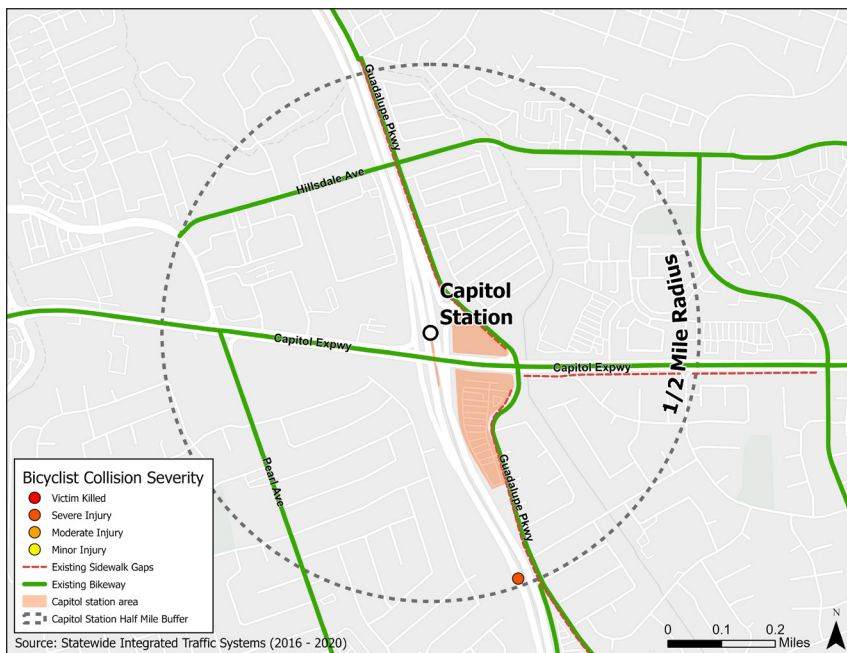 Guadalupe Pkwy
Hillsdale Ave
Capitol
Station
1/2 Mile Radius
Capitol Expwy
Capitol Expwy
Pearl Ave
Guadalupe Pkwy
Bicyclist Collision Severity
Victim Killed
Severe Injury
Moderate Injury
Minor Injury
Existing Sidewalk Gaps
Existing Bikeway
Capitol station area
Capitol Station Half Mile Buffer
Source: Statewide Integrated Traffic Systems (2016 - 2020)
0 0.1 0.2
Miles
N